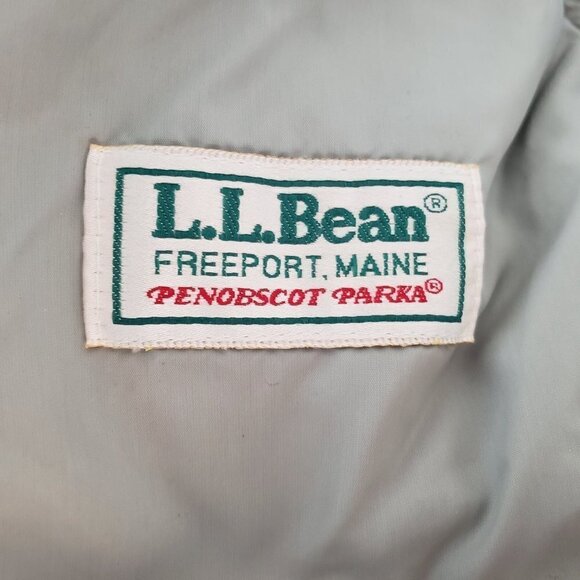 L.L.Bean®
FREEPORT, MAINE
PENOBSCOT PARKA®